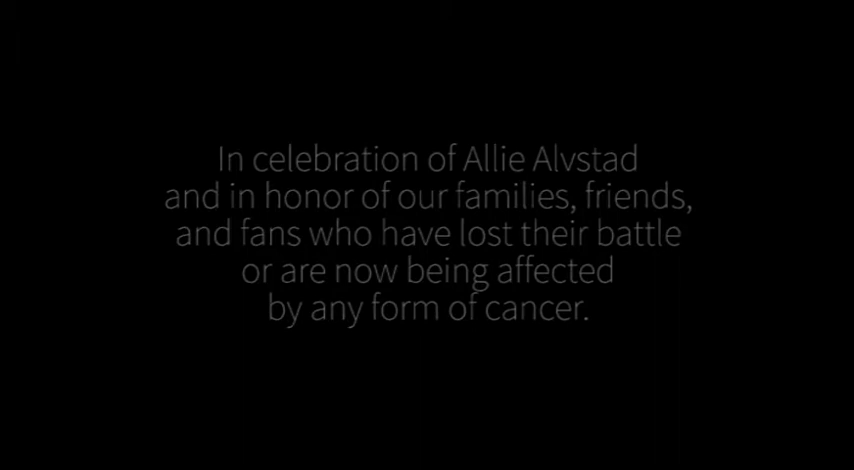 In celebration of Allie Alvstad
and in honor of our families, friends,
and fans who have lost their battle
or are now being affected
by any form of cancer.